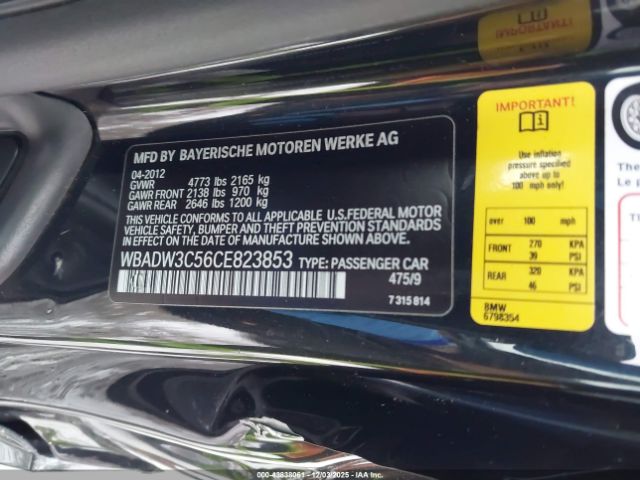 MFD BY BAYERISCHE MOTOREN WERKE AG
04-2012
GVWR 4773 lbs 2165 kg
GAWR FRONT 2138 lbs 970 kg
GAWR REAR 2646 lbs 1200 kg
THIS VEHICLE CONFORMS TO ALL APPLICABLE U.S.FEDERAL MOTOR
VEHICLE SAFETY, BUMPER AND THEFT PREVENTION STANDARDS
IN EFFECT ON THE DATE OF MANUFACTURE SHOWN ABOVE.
WBADW3C56CE823853 TYPE: PASSENGER CAR
475/9
7 315 814
IMPORTANT!
Use inflation
pressure specified
for up to
100 mph only!
over 100 mph
FRONT 270 KPA
39 PSI
REAR 320 KPA
46 PSI
BMW
6798354
The
Le p
000-43838061 - 12/03/2025 -